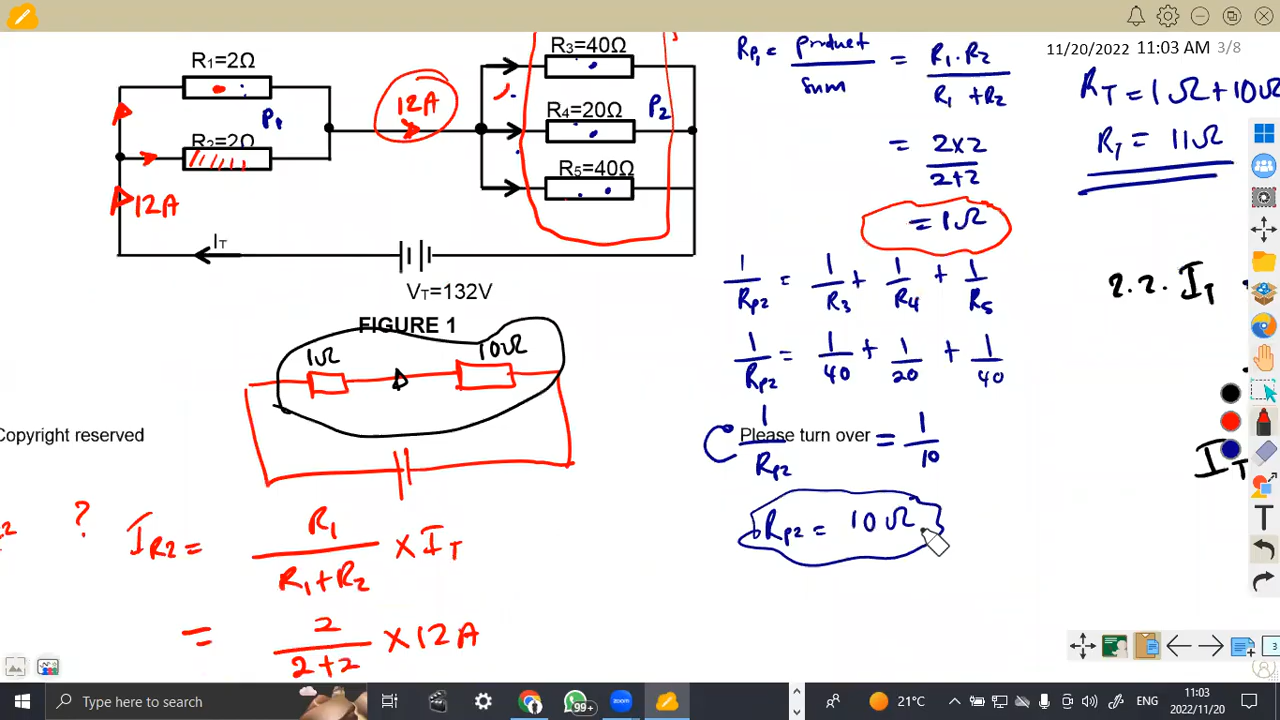 11/20/2022 11:03 AM 3/8
R₁=2Ω
R₂=2Ω
P₁
12A
12A
R₃=40Ω
R₄=20Ω
R₅=40Ω
P₂
I_T
V_T=132V
FIGURE 1
1Ω
10Ω
Copyright reserved
Please turn over
?
I_R2 = R₁ / (R₁+R₂) × I_T
= 2 / (2+2) × 12A
R_P1 = product / sum = R₁.R₂ / (R₁+R₂)
= 2×2 / (2+2)
= 1Ω
1/R_P2 = 1/R₃ + 1/R₄ + 1/R₅
1/R_P2 = 1/40 + 1/20 + 1/40
1/R_P2 = 1/10
R_P2 = 10Ω
R_T = 1Ω+10Ω
R_T = 11Ω
2.2. I_T
I_T
T
3
Type here to search
99+
21°C
ENG
11:03
2022/11/20